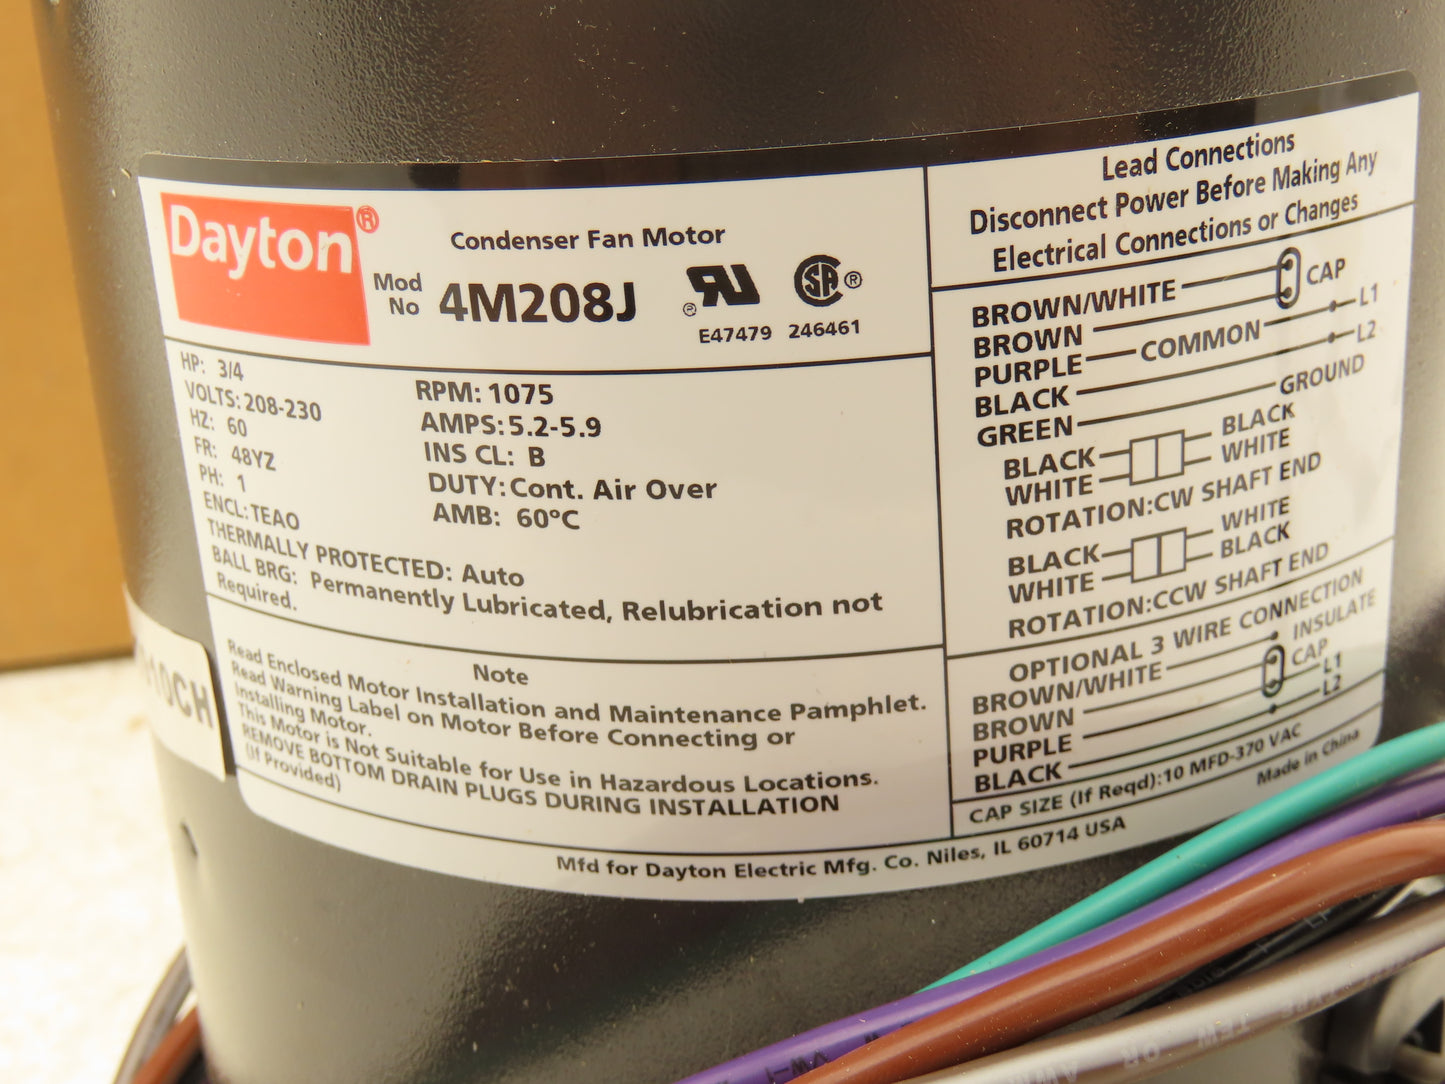 Dayton®
Condenser Fan Motor
Mod No 4M208J
E47479 246461
HP: 3/4
VOLTS: 208-230
HZ: 60
FR: 48YZ
PH: 1
ENCL: TEAO
RPM: 1075
AMPS: 5.2-5.9
INS CL: B
DUTY: Cont. Air Over
AMB: 60°C
THERMALLY PROTECTED: Auto
BALL BRG: Permanently Lubricated, Relubrication not
Required.
Note
Read Enclosed Motor Installation and Maintenance Pamphlet.
Read Warning Label on Motor Before Connecting or
Installing Motor.
This Motor is Not Suitable for Use in Hazardous Locations.
REMOVE BOTTOM DRAIN PLUGS DURING INSTALLATION
(If Provided)
Lead Connections
Disconnect Power Before Making Any
Electrical Connections or Changes
BROWN/WHITE CAP
BROWN
PURPLE COMMON L1
BLACK L2
GREEN GROUND
BLACK BLACK
WHITE WHITE
ROTATION: CW SHAFT END
BLACK WHITE
WHITE BLACK
ROTATION: CCW SHAFT END
OPTIONAL 3 WIRE CONNECTION
BROWN/WHITE INSULATE
BROWN CAP
PURPLE L1
BLACK L2
CAP SIZE (If Reqd): 10 MFD-370 VAC
Made in China
Mfd for Dayton Electric Mfg. Co. Niles, IL 60714 USA
10CH